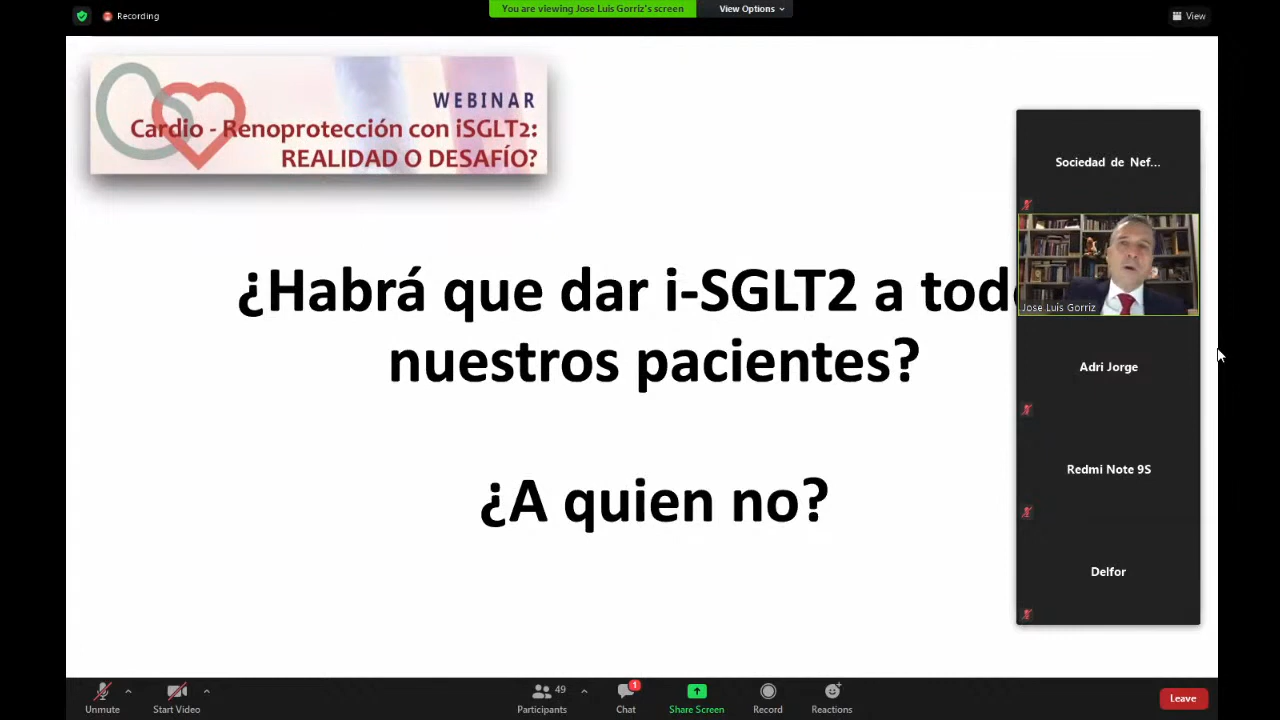 Recording
You are viewing Jose Luis Gorriz's screen
View Options
View
WEBINAR
Cardio - Renoprotección con iSGLT2:
REALIDAD O DESAFÍO?
¿Habrá que dar i-SGLT2 a
nuestros pacientes?
¿A quien no?
Sociedad de Nef...
Jose Luis Gorriz
Adri Jorge
Redmi Note 9S
Delfor
Unmute
Start Video
49
Participants
1
Chat
Share Screen
Record
Reactions
Leave